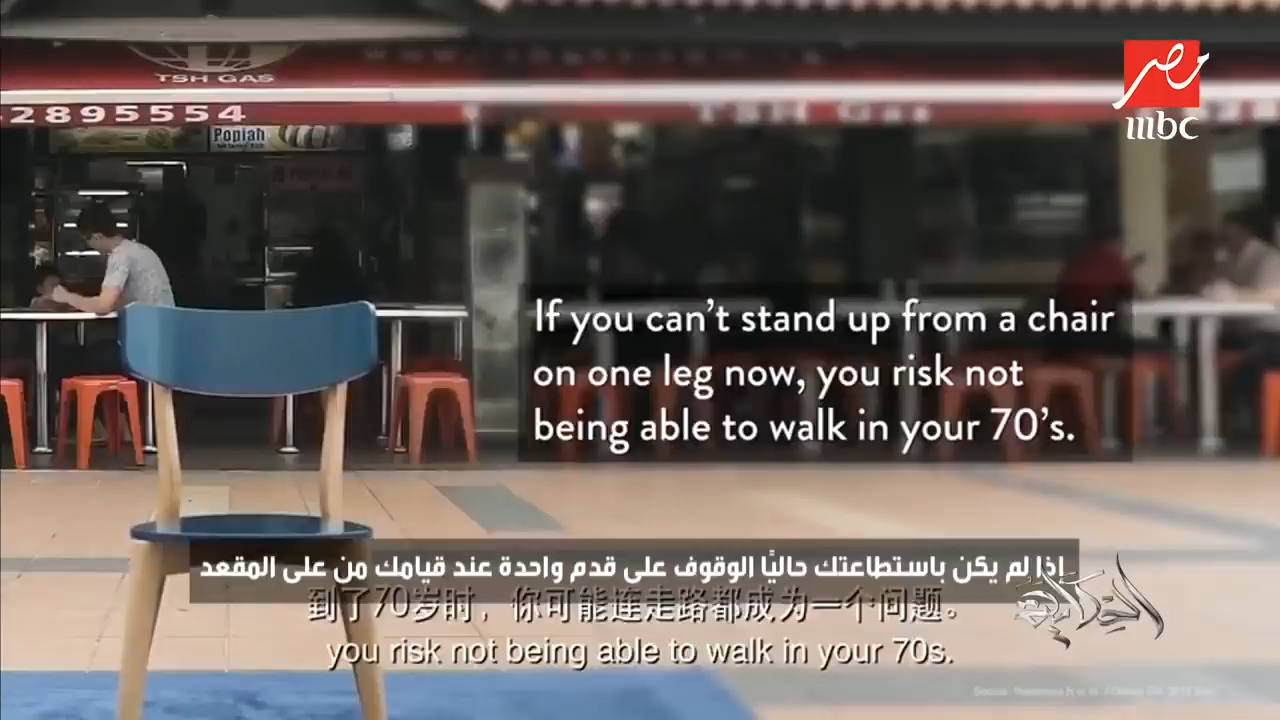 TSH GAS
2895554
TSH Gas
Popiah
مصر
mbc
If you can't stand up from a chair
on one leg now, you risk not
being able to walk in your 70's.
إذا لم يكن باستطاعتك حاليًا الوقوف على قدم واحدة عند قيامك من على المقعد
到了70岁时，你可能连走路都成为一个问题。
you risk not being able to walk in your 70s.
الحكاية